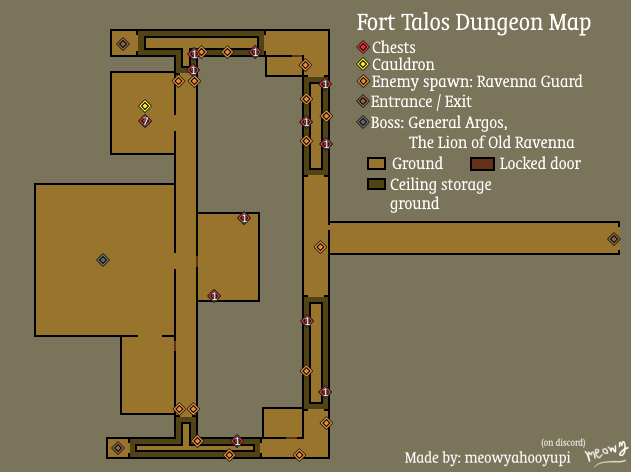 Fort Talos Dungeon Map
Chests
Cauldron
Enemy spawn: Ravenna Guard
Entrance / Exit
Boss: General Argos,
The Lion of Old Ravenna
Ground
Locked door
Ceiling storage
ground
1
1
1
7
1
1
1
1
1
1
1
1
(on discord)
Made by: meowyahooyupi
meowy